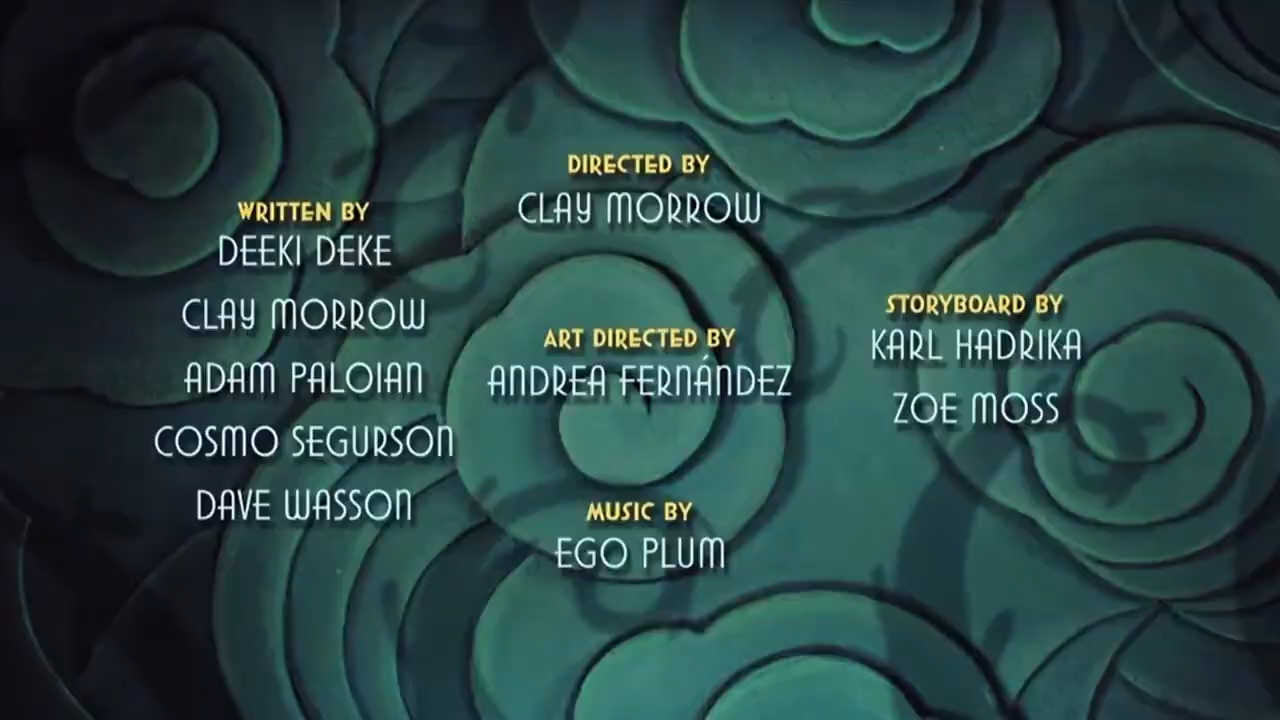 WRITTEN BY
DEEKI DEKE
CLAY MORROW
ADAM PALOIAN
COSMO SEGURSON
DAVE WASSON
DIRECTED BY
CLAY MORROW
ART DIRECTED BY
ANDREA FERNÁNDEZ
MUSIC BY
EGO PLUM
STORYBOARD BY
KARL HADRIKA
ZOE MOSS